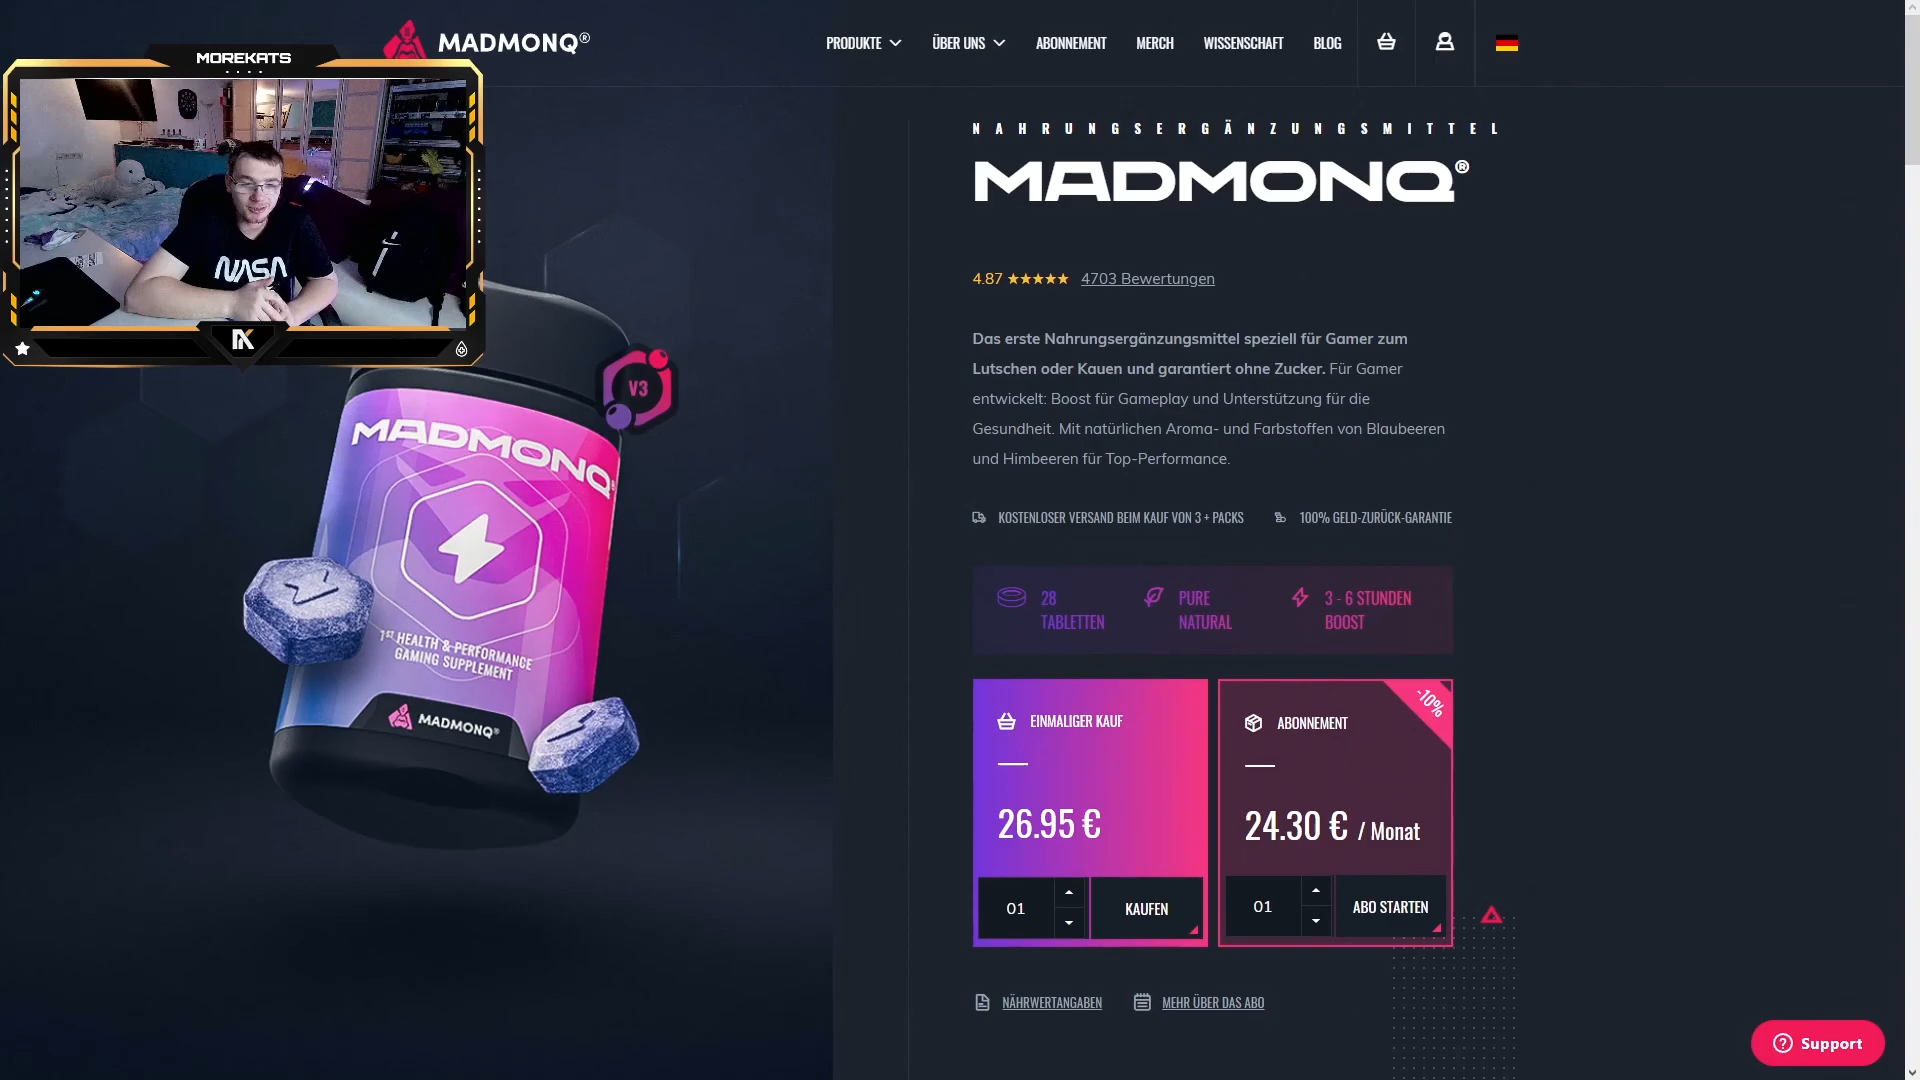 MADMONQ®
PRODUKTE
ÜBER UNS
ABONNEMENT
MERCH
WISSENSCHAFT
BLOG
MOREKATS
NASA
NAHRUNGSERGÄNZUNGSMITTEL
MADMONQ®
4.87 ★★★★★ 4703 Bewertungen
Das erste Nahrungsergänzungsmittel speziell für Gamer zum
Lutschen oder Kauen und garantiert ohne Zucker. Für Gamer
entwickelt: Boost für Gameplay und Unterstützung für die
Gesundheit. Mit natürlichen Aroma- und Farbstoffen von Blaubeeren
und Himbeeren für Top-Performance.
KOSTENLOSER VERSAND BEIM KAUF VON 3 + PACKS
100% GELD-ZURÜCK-GARANTIE
28
TABLETTEN
PURE
NATURAL
3 - 6 STUNDEN
BOOST
EINMALIGER KAUF
26.95 €
01
KAUFEN
-10%
ABONNEMENT
24.30 € / Monat
01
ABO STARTEN
NÄHRWERTANGABEN
MEHR ÜBER DAS ABO
V3
MADMONQ®
1ST HEALTH & PERFORMANCE
GAMING SUPPLEMENT
MADMONQ®
Support